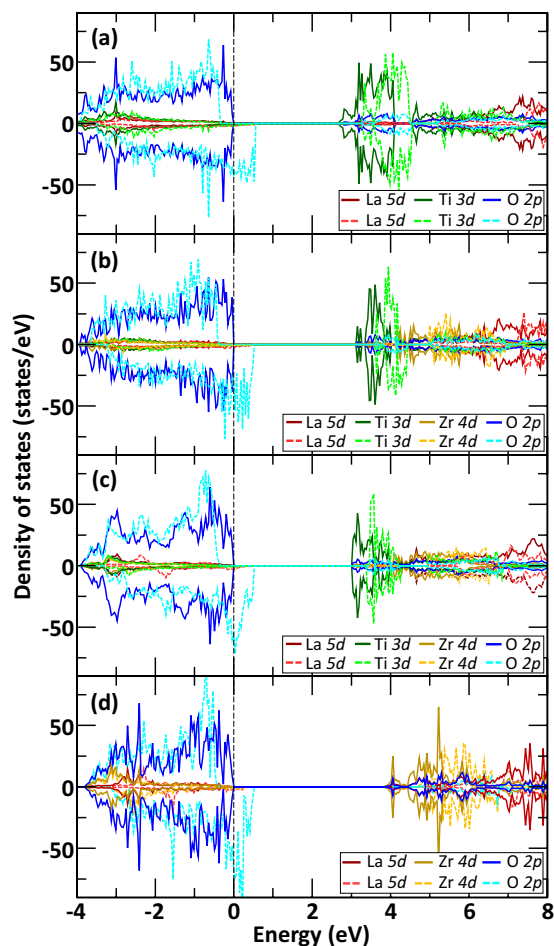 (a)
50
0
-50
La 5d Ti 3d O 2p
La 5d Ti 3d O 2p
(b)
50
0
-50
La 5d Ti 3d Zr 4d O 2p
La 5d Ti 3d Zr 4d O 2p
(c)
50
0
-50
La 5d Ti 3d Zr 4d O 2p
La 5d Ti 3d Zr 4d O 2p
(d)
50
0
-50
La 5d Zr 4d O 2p
La 5d Zr 4d O 2p
-4 -2 0 2 4 6 8
Energy (eV)
Density of states (states/eV)